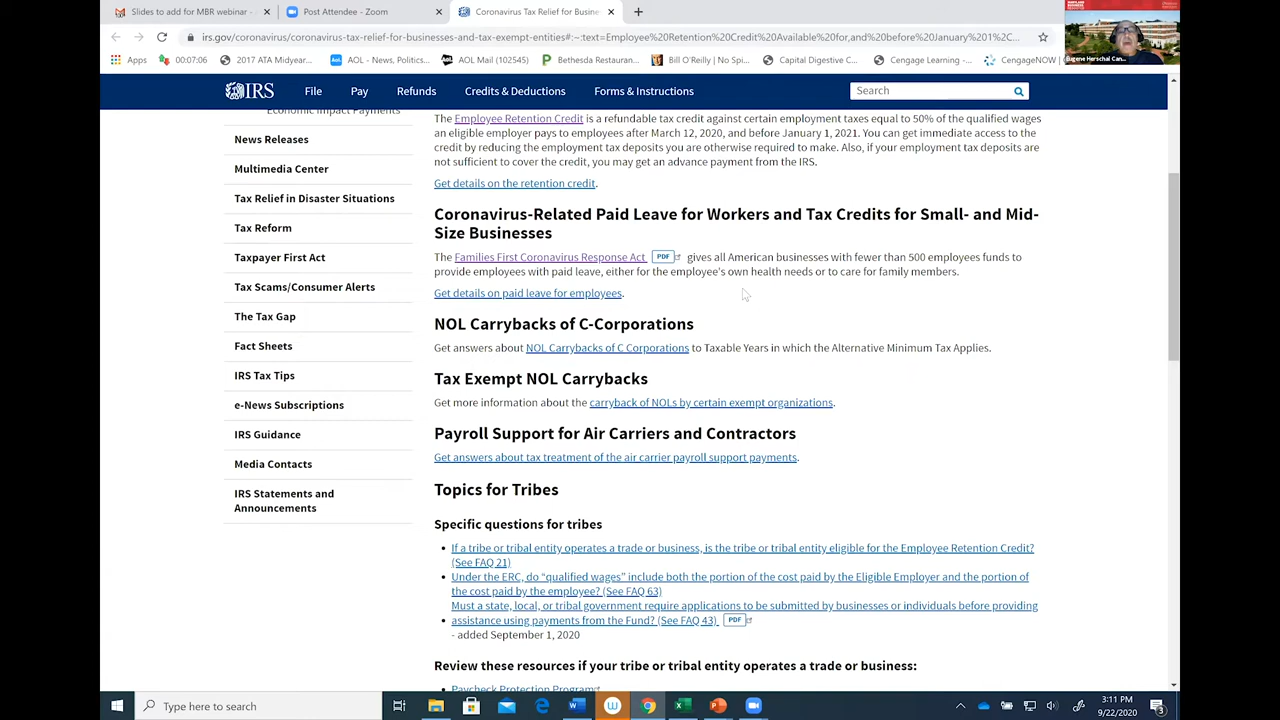 Slides to add for MBR webinar -
Post Attendee - Zoom
Coronavirus Tax Relief for Busine
irs.gov/coronavirus/coronavirus-tax-relief-for-businesses-and-tax-exempt-entities#:~:text=Employee%20Retention%20Credit%20Available%20for,and%20before%20January%201%2C...
Apps
00:07:06
2017 ATA Midyear...
AOL | News, Politics...
AOL Mail (102545)
Bethesda Restauran...
Bill O'Reilly | No Spi...
Capital Digestive C...
Cengage Learning -...
CengageNOW |
Eugene Herschal Can...
IRS
File
Pay
Refunds
Credits & Deductions
Forms & Instructions
Search
Economic Impact Payments
News Releases
Multimedia Center
Tax Relief in Disaster Situations
Tax Reform
Taxpayer First Act
Tax Scams/Consumer Alerts
The Tax Gap
Fact Sheets
IRS Tax Tips
e-News Subscriptions
IRS Guidance
Media Contacts
IRS Statements and
Announcements
The Employee Retention Credit is a refundable tax credit against certain employment taxes equal to 50% of the qualified wages
an eligible employer pays to employees after March 12, 2020, and before January 1, 2021. You can get immediate access to the
credit by reducing the employment tax deposits you are otherwise required to make. Also, if your employment tax deposits are
not sufficient to cover the credit, you may get an advance payment from the IRS.
Get details on the retention credit.
Coronavirus-Related Paid Leave for Workers and Tax Credits for Small- and Mid-
Size Businesses
The Families First Coronavirus Response Act PDF gives all American businesses with fewer than 500 employees funds to
provide employees with paid leave, either for the employee's own health needs or to care for family members.
Get details on paid leave for employees.
NOL Carrybacks of C-Corporations
Get answers about NOL Carrybacks of C Corporations to Taxable Years in which the Alternative Minimum Tax Applies.
Tax Exempt NOL Carrybacks
Get more information about the carryback of NOLs by certain exempt organizations.
Payroll Support for Air Carriers and Contractors
Get answers about tax treatment of the air carrier payroll support payments.
Topics for Tribes
Specific questions for tribes
If a tribe or tribal entity operates a trade or business, is the tribe or tribal entity eligible for the Employee Retention Credit?
(See FAQ 21)
Under the ERC, do "qualified wages" include both the portion of the cost paid by the Eligible Employer and the portion of
the cost paid by the employee? (See FAQ 63)
Must a state, local, or tribal government require applications to be submitted by businesses or individuals before providing
assistance using payments from the Fund? (See FAQ 43) PDF
- added September 1, 2020
Review these resources if your tribe or tribal entity operates a trade or business:
Paycheck Protection Program
Type here to search
3:11 PM
9/22/2020
3